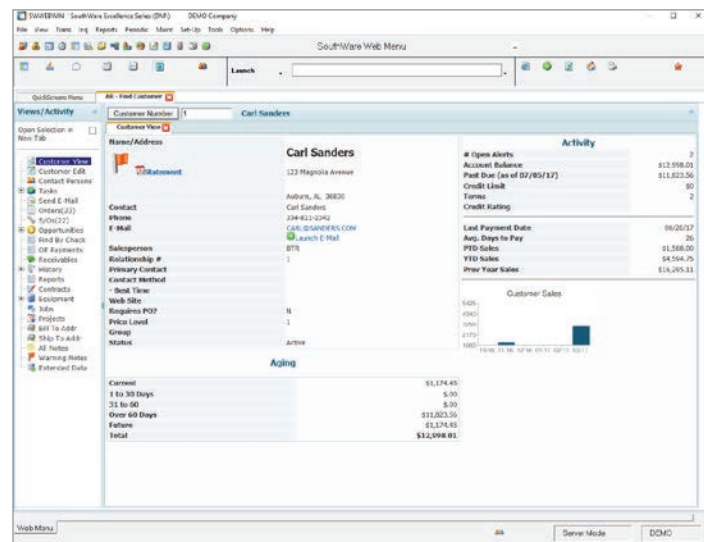 SWWEBWIN : SouthWare Excellence Series (DNA) DEMO Company
File View Trans Inq Reports Periodic Maint Set-Up Tools Options Help
SouthWare Web Menu
Launch
QuikScreen Menu
AR - Find Customer
Views/Activity
Customer Number 1 Carl Sanders
Open Selection in New Tab
Customer View
Customer View
Customer Edit
Contact Persons
Tasks
Send E-Mail
Orders(22)
S/Os(22)
Opportunities
Find By Check
OE Payments
Receivables
History
Reports
Contracts
Equipment
Jobs
Projects
Bill To Addr
Ship To Addr
All Notes
Warning Notes
Extended Data
Name/Address
Statement
Carl Sanders
123 Magnolia Avenue
Auburn, AL 36830
Contact Carl Sanders
Phone 334-821-2342
E-Mail CARL@SANDERS.COM
Launch E-Mail
Salesperson BTR
Relationship # 1
Primary Contact
Contact Method
- Best Time
Web Site
Requires PO? N
Price Level 1
Group
Status Active
Activity
# Open Alerts 2
Account Balance $12,998.01
Past Due (as of 07/05/17) $11,823.56
Credit Limit $0
Terms 2
Credit Rating
Last Payment Date 06/20/17
Avg. Days to Pay 26
PTD Sales $1,588.00
YTD Sales $4,594.75
Prev Year Sales $16,295.11
Customer Sales
Aging
Current $1,174.45
1 to 30 Days $.00
31 to 60 $.00
Over 60 Days $11,823.56
Future $1,174.45
Total $12,998.01
Web Menu
Server Mode DEMO